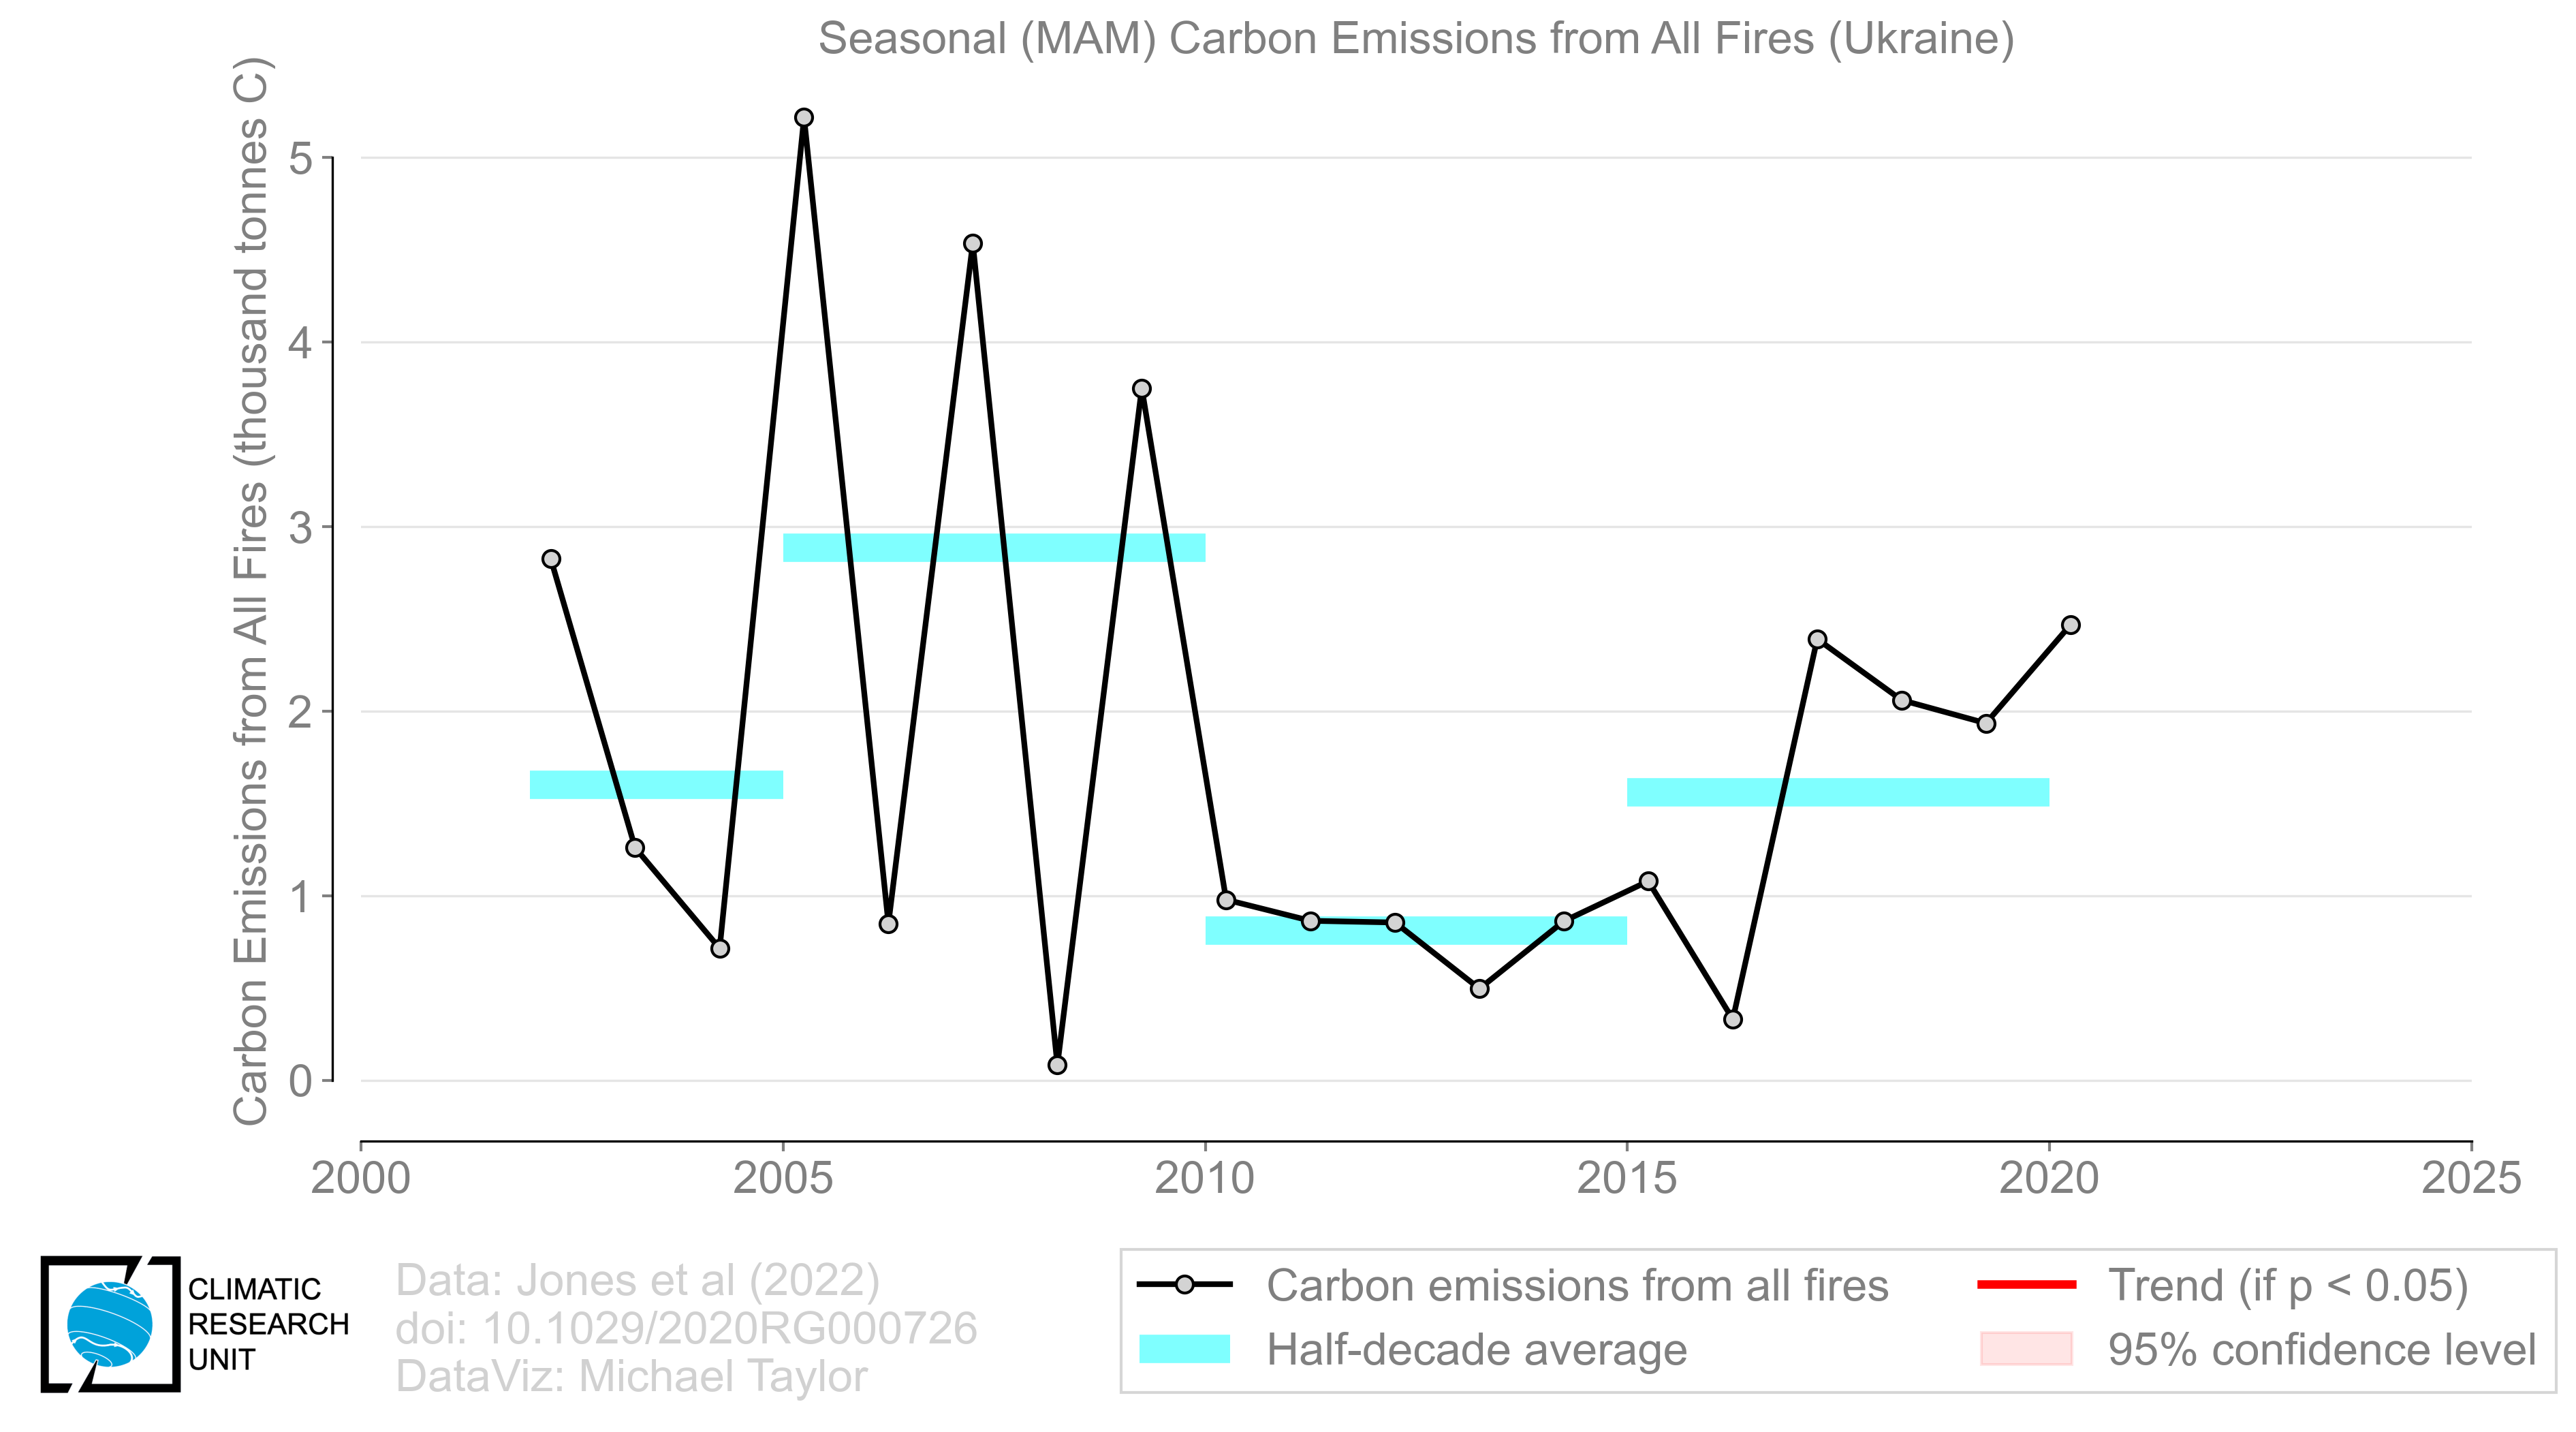 Seasonal (MAM) Carbon Emissions from All Fires (Ukraine)
Carbon Emissions from All Fires (thousand tonnes C)
5
4
3
2
1
0
2000
2005
2010
2015
2020
2025
CLIMATIC
RESEARCH
UNIT
Data: Jones et al (2022)
doi: 10.1029/2020RG000726
DataViz: Michael Taylor
Carbon emissions from all fires
Half-decade average
Trend (if p < 0.05)
95% confidence level